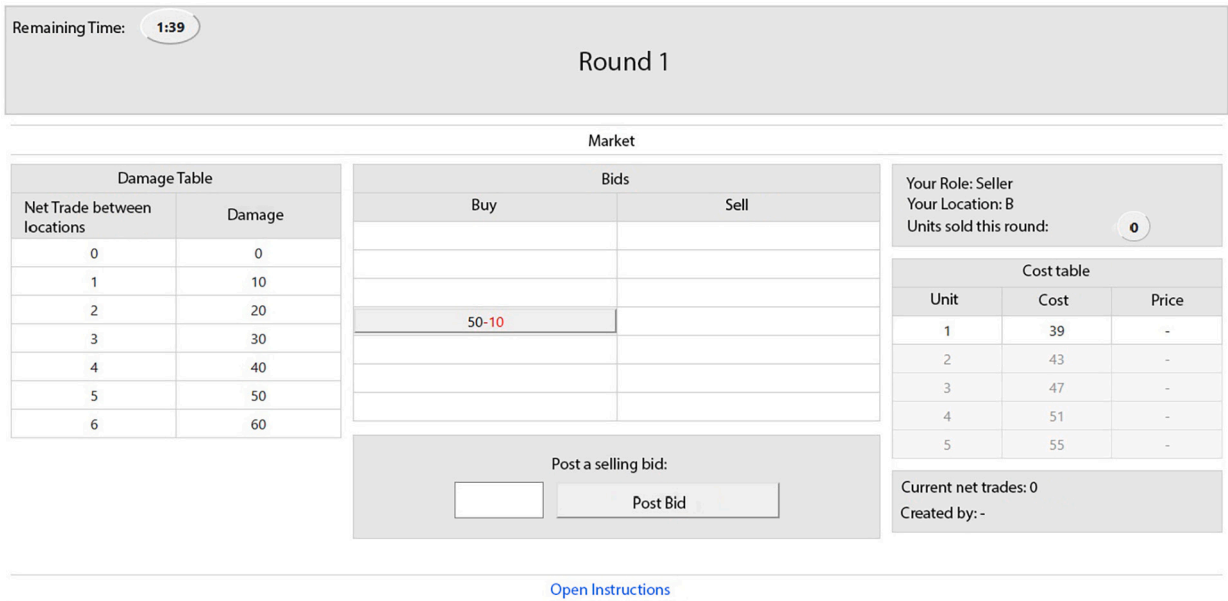 Remaining Time: 1:39
Round 1
Market
Damage Table
Net Trade between locations Damage
0 0
1 10
2 20
3 30
4 40
5 50
6 60
Bids
Buy Sell
50-10
Post a selling bid:
Post Bid
Your Role: Seller
Your Location: B
Units sold this round: 0
Cost table
Unit Cost Price
1 39 -
2 43 -
3 47 -
4 51 -
5 55 -
Current net trades: 0
Created by: -
Open Instructions